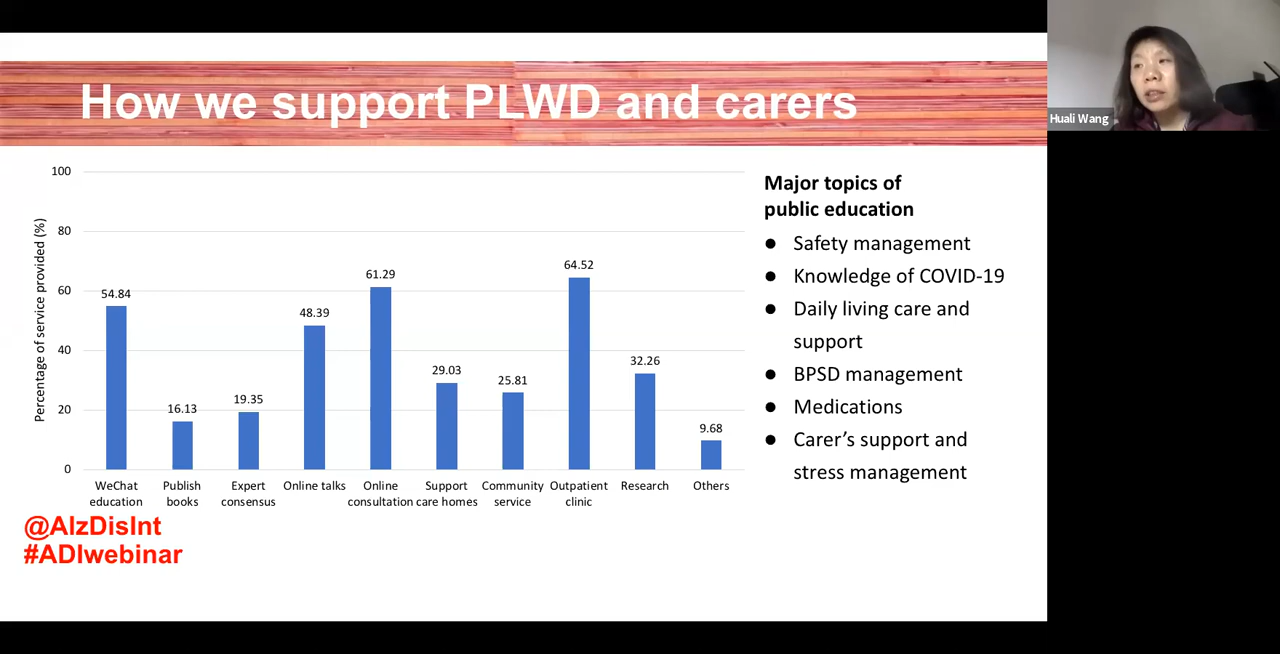 How we support PLWD and carers
Huali Wang
Percentage of service provided (%)
100
80
60
40
20
0
54.84
16.13
19.35
48.39
61.29
29.03
25.81
64.52
32.26
9.68
WeChat
education
Publish
books
Expert
consensus
Online talks
Online
consultation
Support
care homes
Community
service
Outpatient
clinic
Research
Others
Major topics of
public education
● Safety management
● Knowledge of COVID-19
● Daily living care and
support
● BPSD management
● Medications
● Carer’s support and
stress management
@AlzDisInt
#ADIwebinar